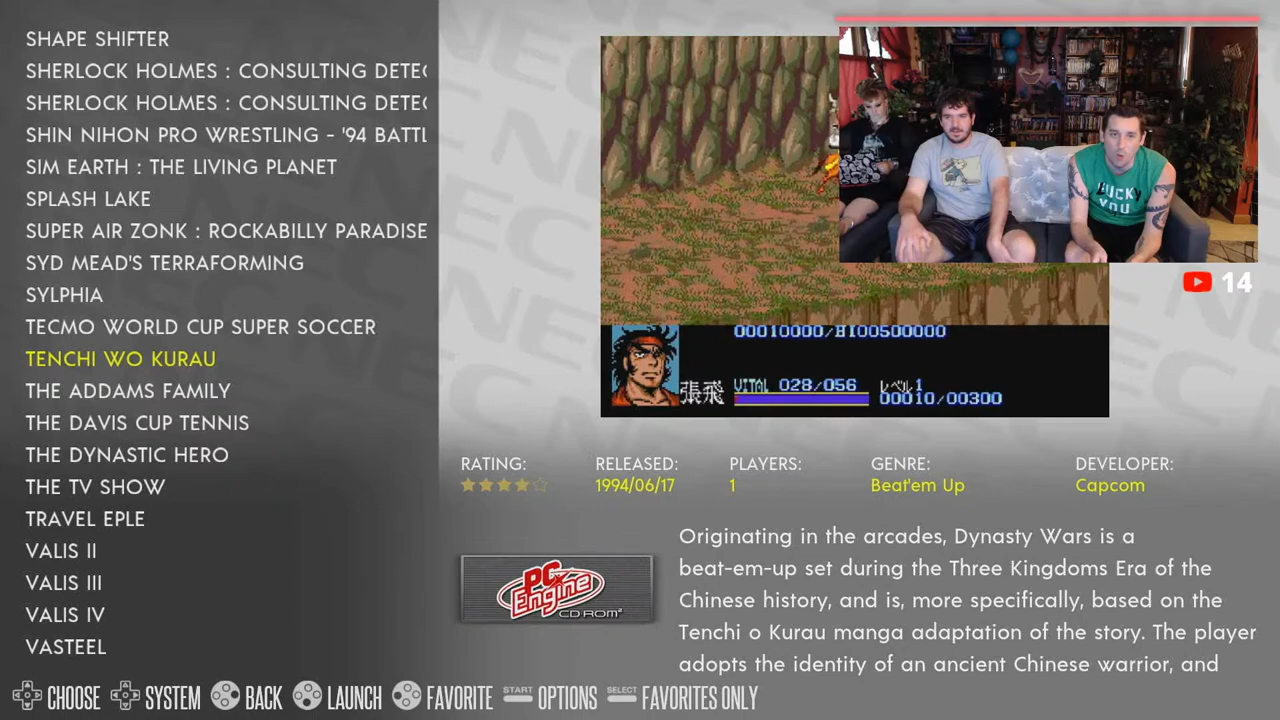 SHAPE SHIFTER
SHERLOCK HOLMES : CONSULTING DETEC
SHERLOCK HOLMES : CONSULTING DETEC
SHIN NIHON PRO WRESTLING - '94 BATTL
SIM EARTH : THE LIVING PLANET
SPLASH LAKE
SUPER AIR ZONK : ROCKABILLY PARADISE
SYD MEAD'S TERRAFORMING
SYLPHIA
TECMO WORLD CUP SUPER SOCCER
TENCHI WO KURAU
THE ADDAMS FAMILY
THE DAVIS CUP TENNIS
THE DYNASTIC HERO
THE TV SHOW
TRAVEL EPLE
VALIS II
VALIS III
VALIS IV
VASTEEL
YOU
14
張飛 VITAL 028/056 レベル1
00010/00300
RATING: RELEASED: PLAYERS: GENRE: DEVELOPER:
1994/06/17 1 Beat'em Up Capcom
PC Engine
CD ROM²
Originating in the arcades, Dynasty Wars is a
beat-em-up set during the Three Kingdoms Era of the
Chinese history, and is, more specifically, based on the
Tenchi o Kurau manga adaptation of the story. The player
adopts the identity of an ancient Chinese warrior, and
CHOOSE SYSTEM BACK LAUNCH FAVORITE START OPTIONS SELECT FAVORITES ONLY